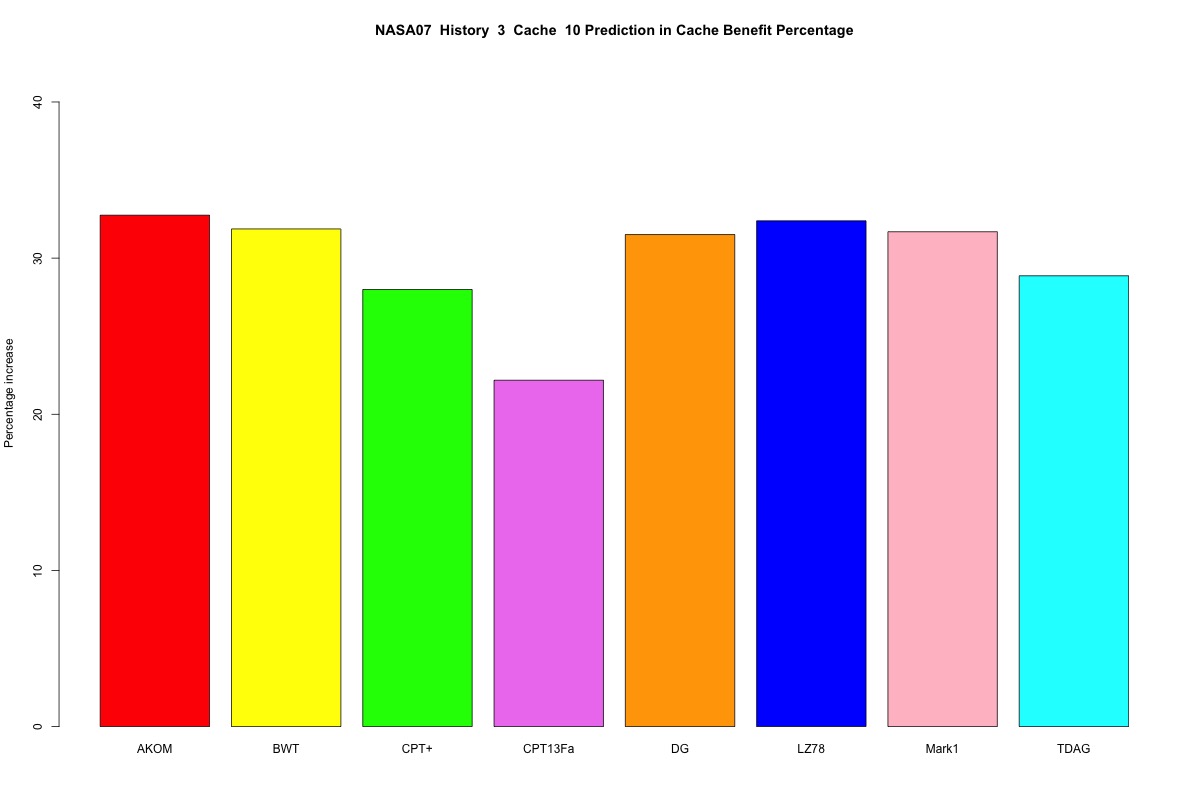 NASA07 History 3 Cache 10 Prediction in Cache Benefit Percentage
40
30
20
10
0
Percentage increase
AKOM BWT CPT+ CPT13Fa DG LZ78 Mark1 TDAG